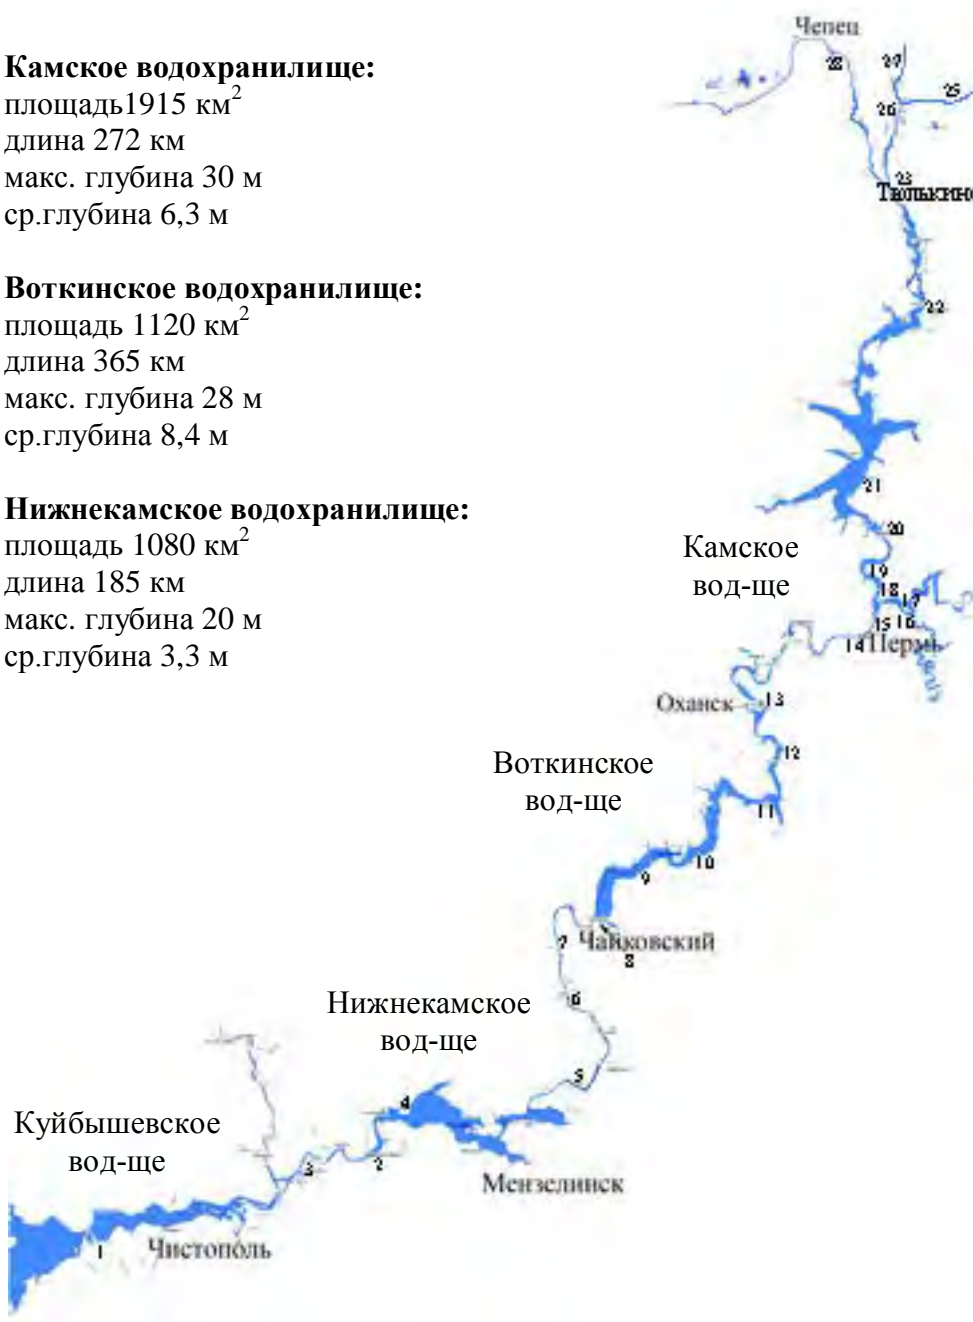 Камское водохранилище:
площадь1915 км²
длина 272 км
макс. глубина 30 м
ср.глубина 6,3 м
Воткинское водохранилище:
площадь 1120 км²
длина 365 км
макс. глубина 28 м
ср.глубина 8,4 м
Нижнекамское водохранилище:
площадь 1080 км²
длина 185 км
макс. глубина 20 м
ср.глубина 3,3 м
Чепец
28
27
25
26
23
Тюлькино
22
21
20
Камское
вод-ще
19
18
17
15 16
14 Пермь
Оханск
13
12
Воткинское
вод-ще
11
10
9
7
Чайковский
8
6
Нижнекамское
вод-ще
5
4
Куйбышевское
вод-ще
3
2
Мензелинск
1
Чистополь